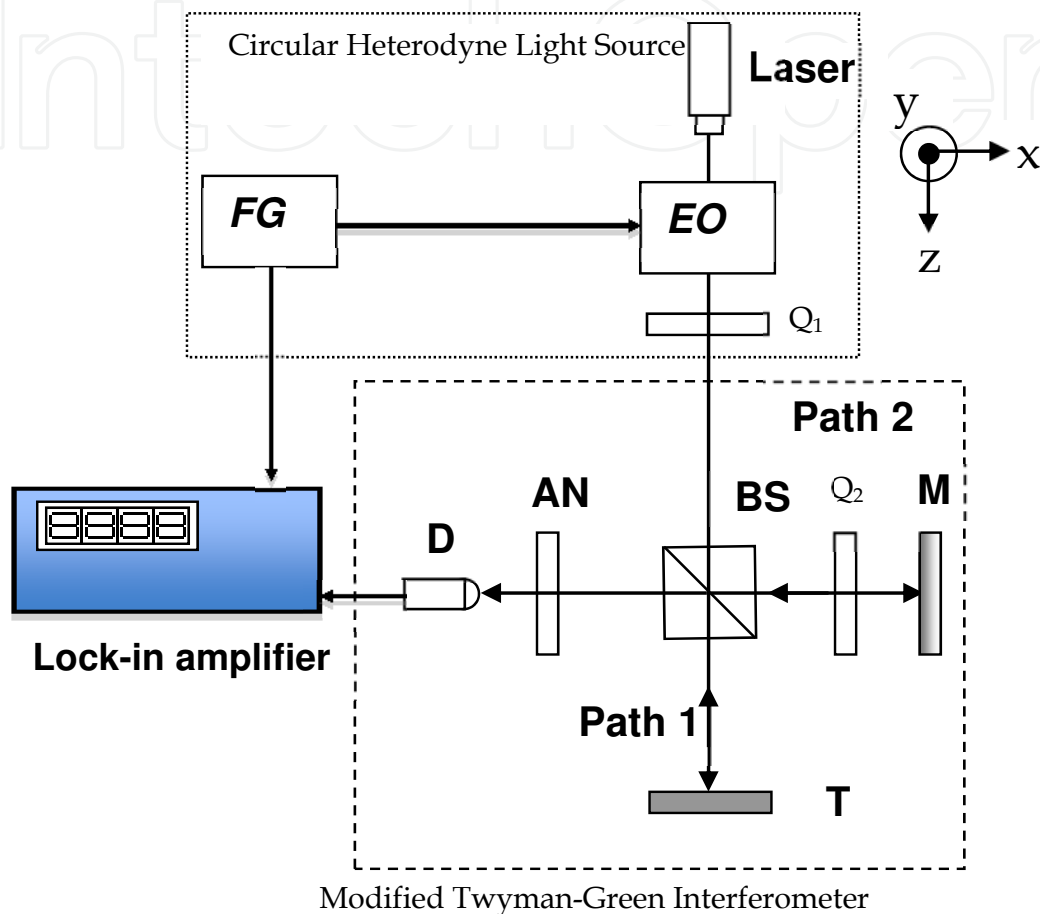 Circular Heterodyne Light Source
Laser
y
x
z
FG
EO
Q₁
Path 2
AN
BS
Q₂
M
D
8888
Lock-in amplifier
Path 1
T
Modified Twyman-Green Interferometer